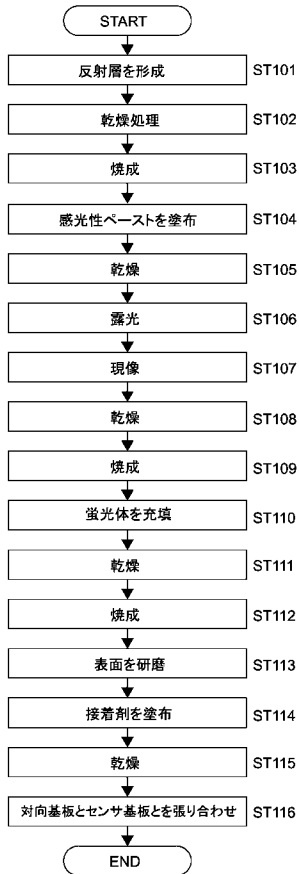 START
反射層を形成 ST101
乾燥処理 ST102
焼成 ST103
感光性ペーストを塗布 ST104
乾燥 ST105
露光 ST106
現像 ST107
乾燥 ST108
焼成 ST109
蛍光体を充填 ST110
乾燥 ST111
焼成 ST112
表面を研磨 ST113
接着剤を塗布 ST114
乾燥 ST115
対向基板とセンサ基板とを張り合わせ ST116
END